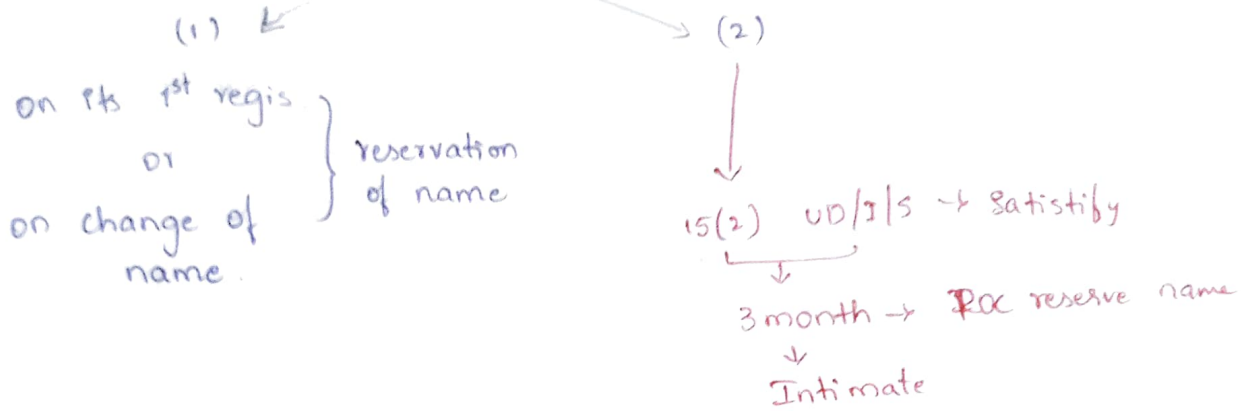 (1)
on its 1st regis
or
on change of
name.
reservation
of name
(2)
15(2) UD/I/S → Satistify
3 month → ROC reserve name
Intimate